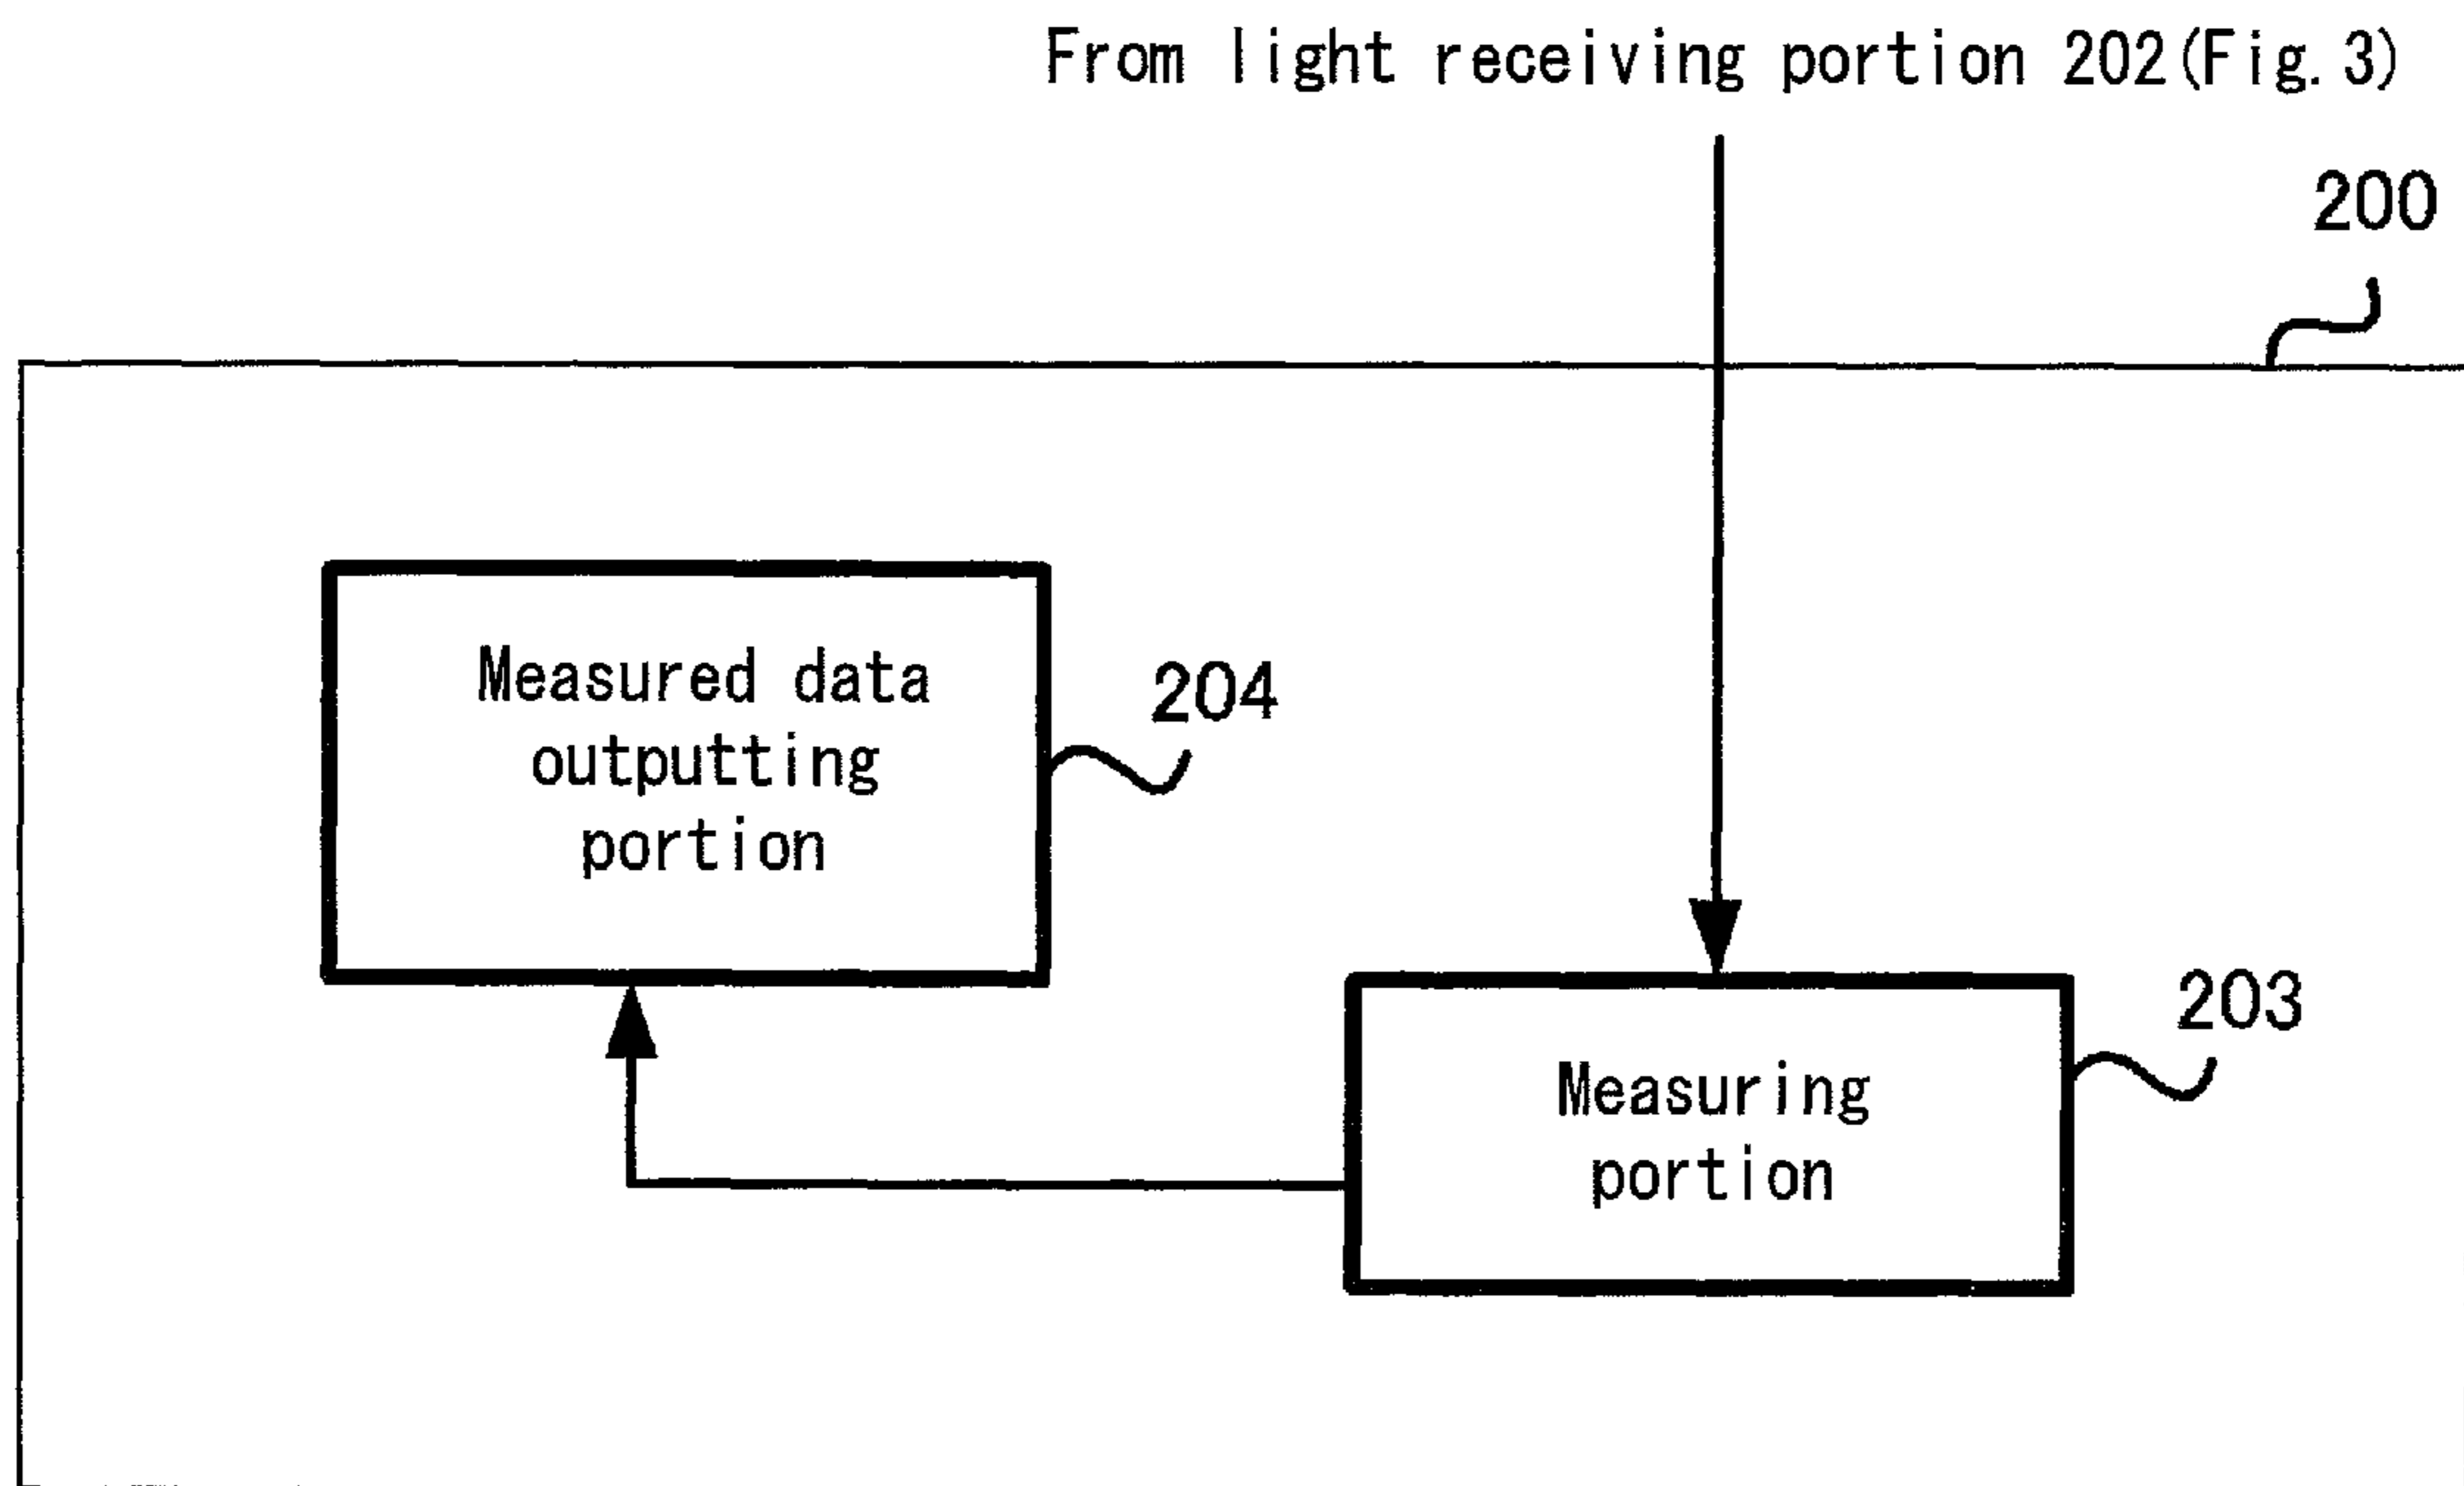 From light receiving portion 202(Fig. 3)
200
Measured data
outputting
portion
204
203
Measuring
portion